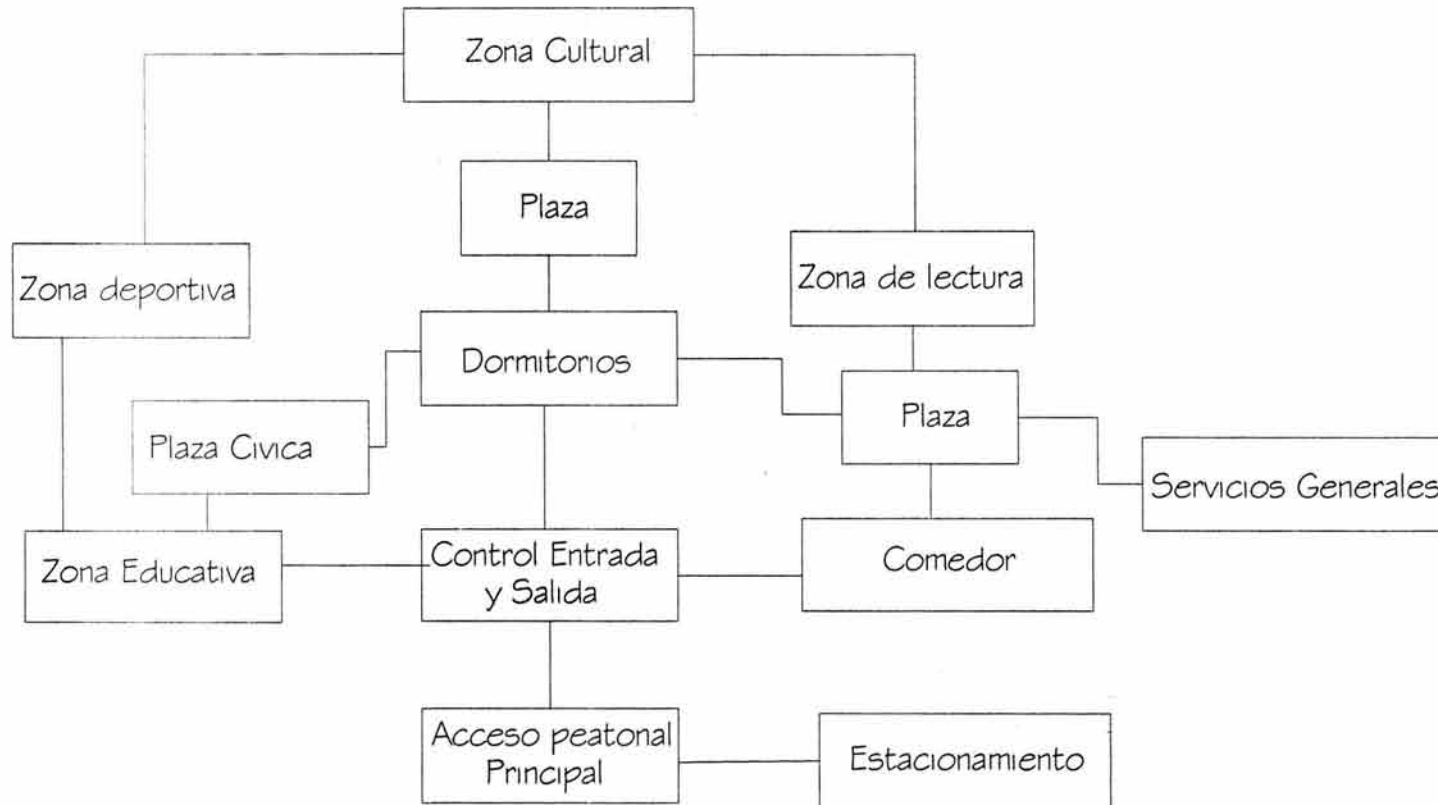 Zona Cultural
Plaza
Zona deportiva
Zona de lectura
Dormitorios
Plaza
Plaza Civica
Servicios Generales
Zona Educativa
Control Entrada
y Salida
Comedor
Acceso peatonal
Principal
Estacionamiento